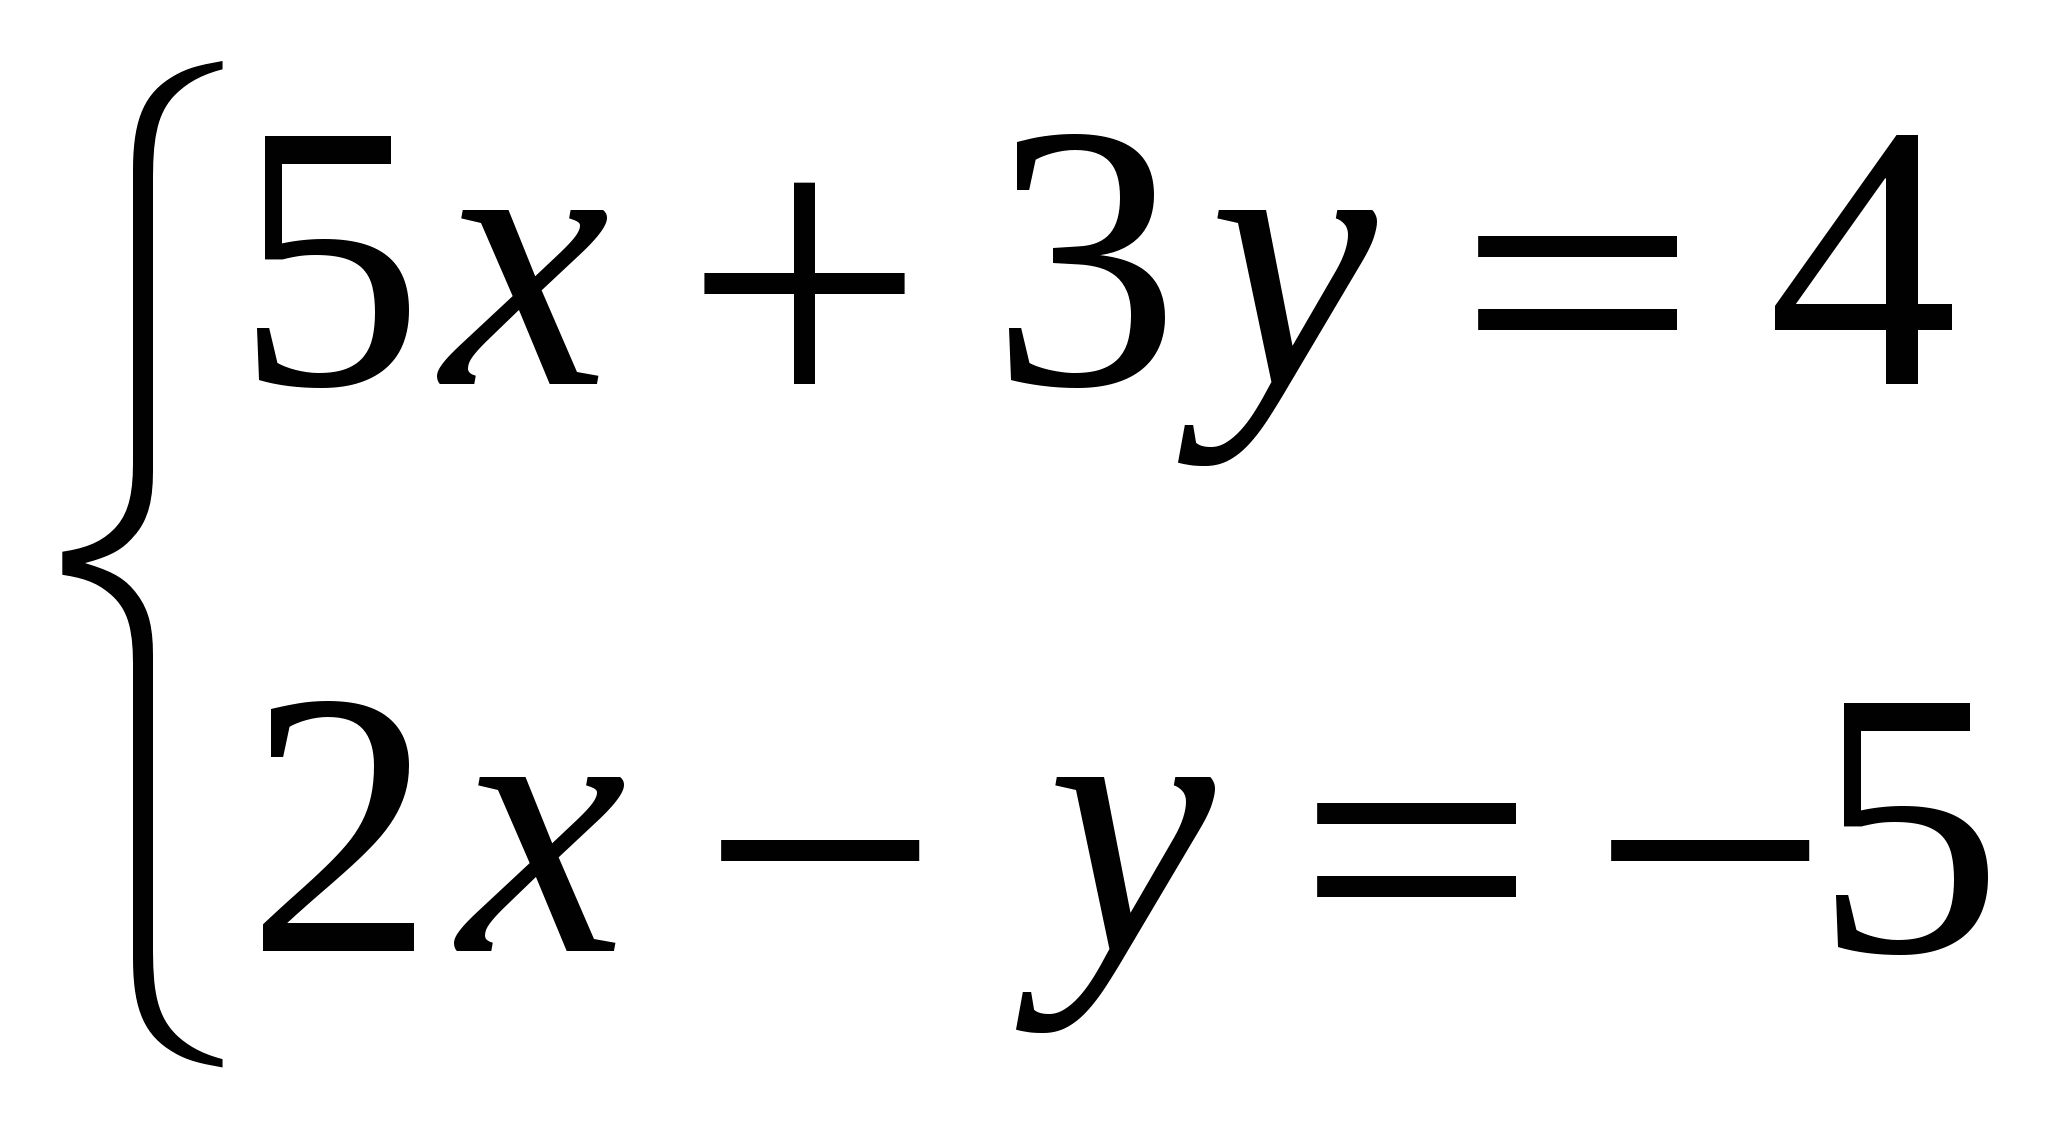 5x + 3y = 4
2x − y = −5